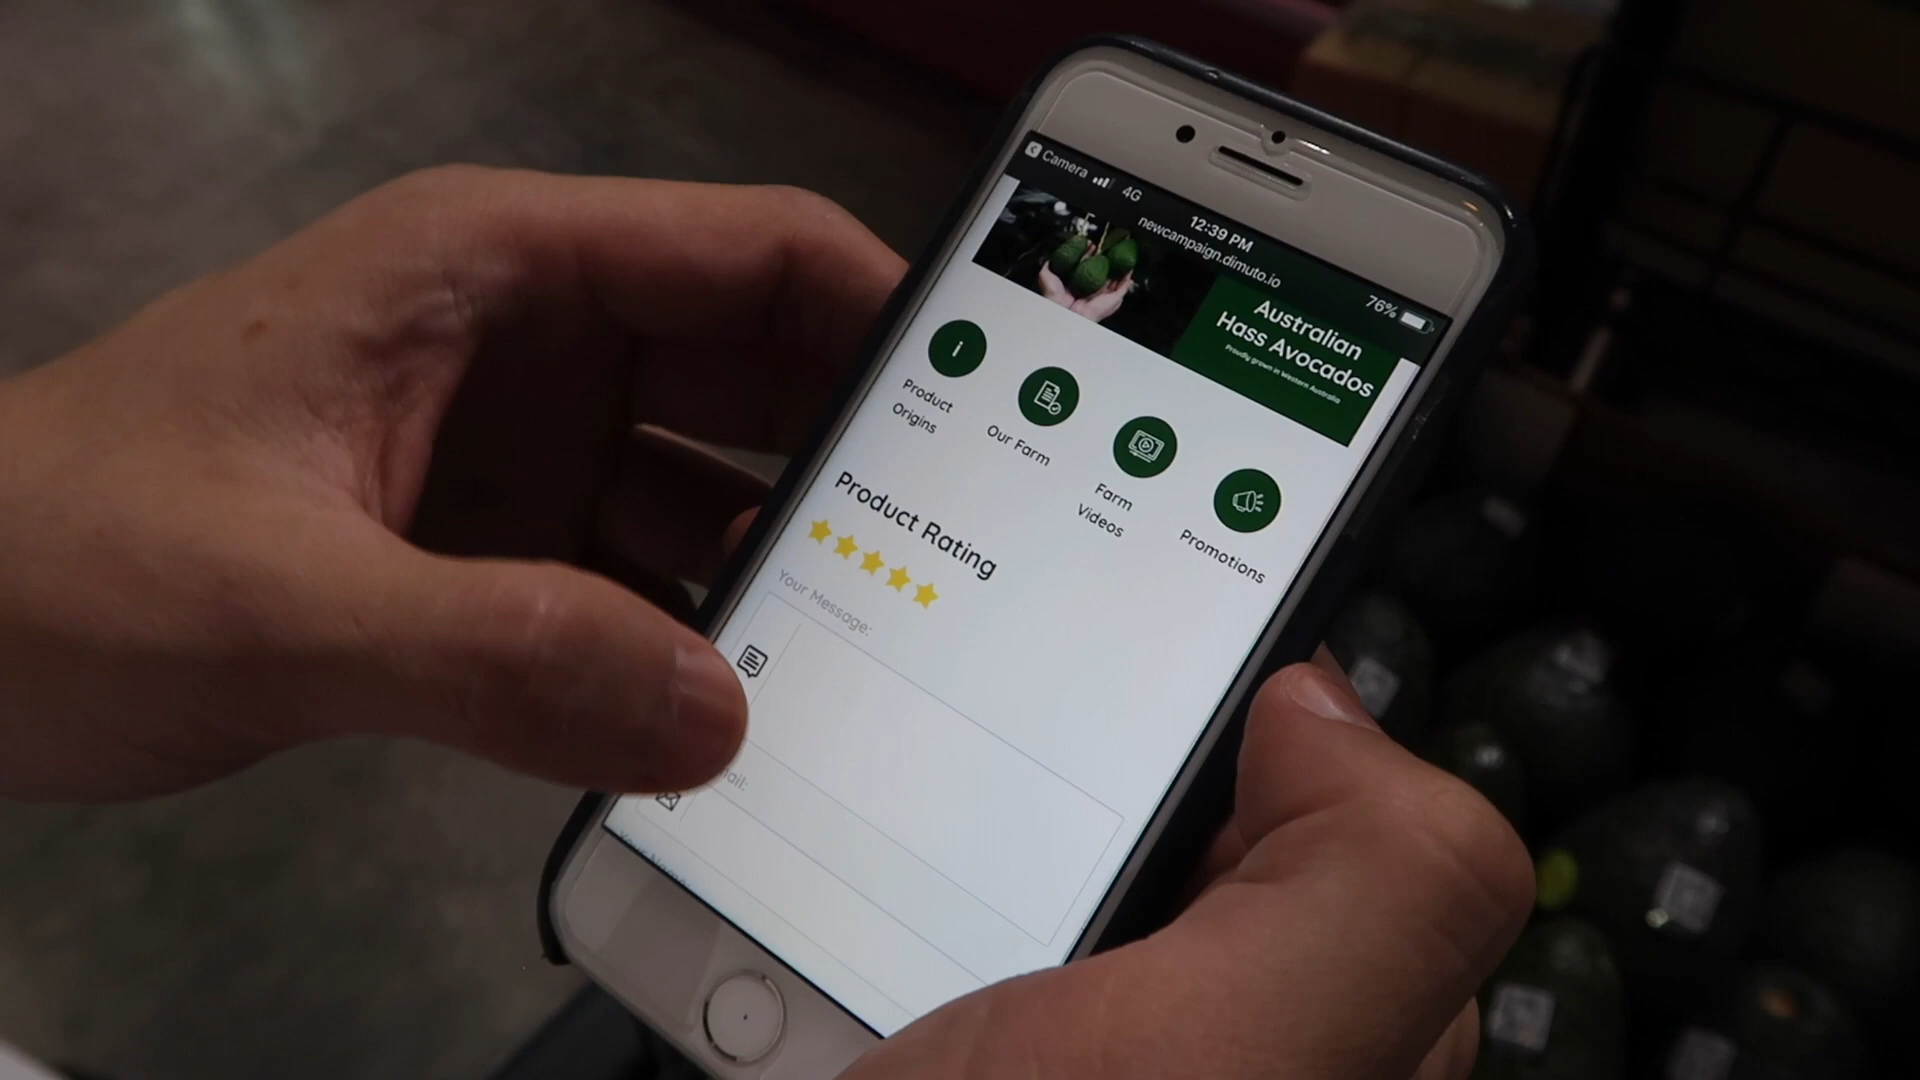 Camera 4G
12:39 PM
76%
newcampaign.dimuto.io
Australian
Hass Avocados
Proudly grown in Western Australia
i
Product
Origins
Our Farm
Farm
Videos
Promotions
Product Rating
Your Message: